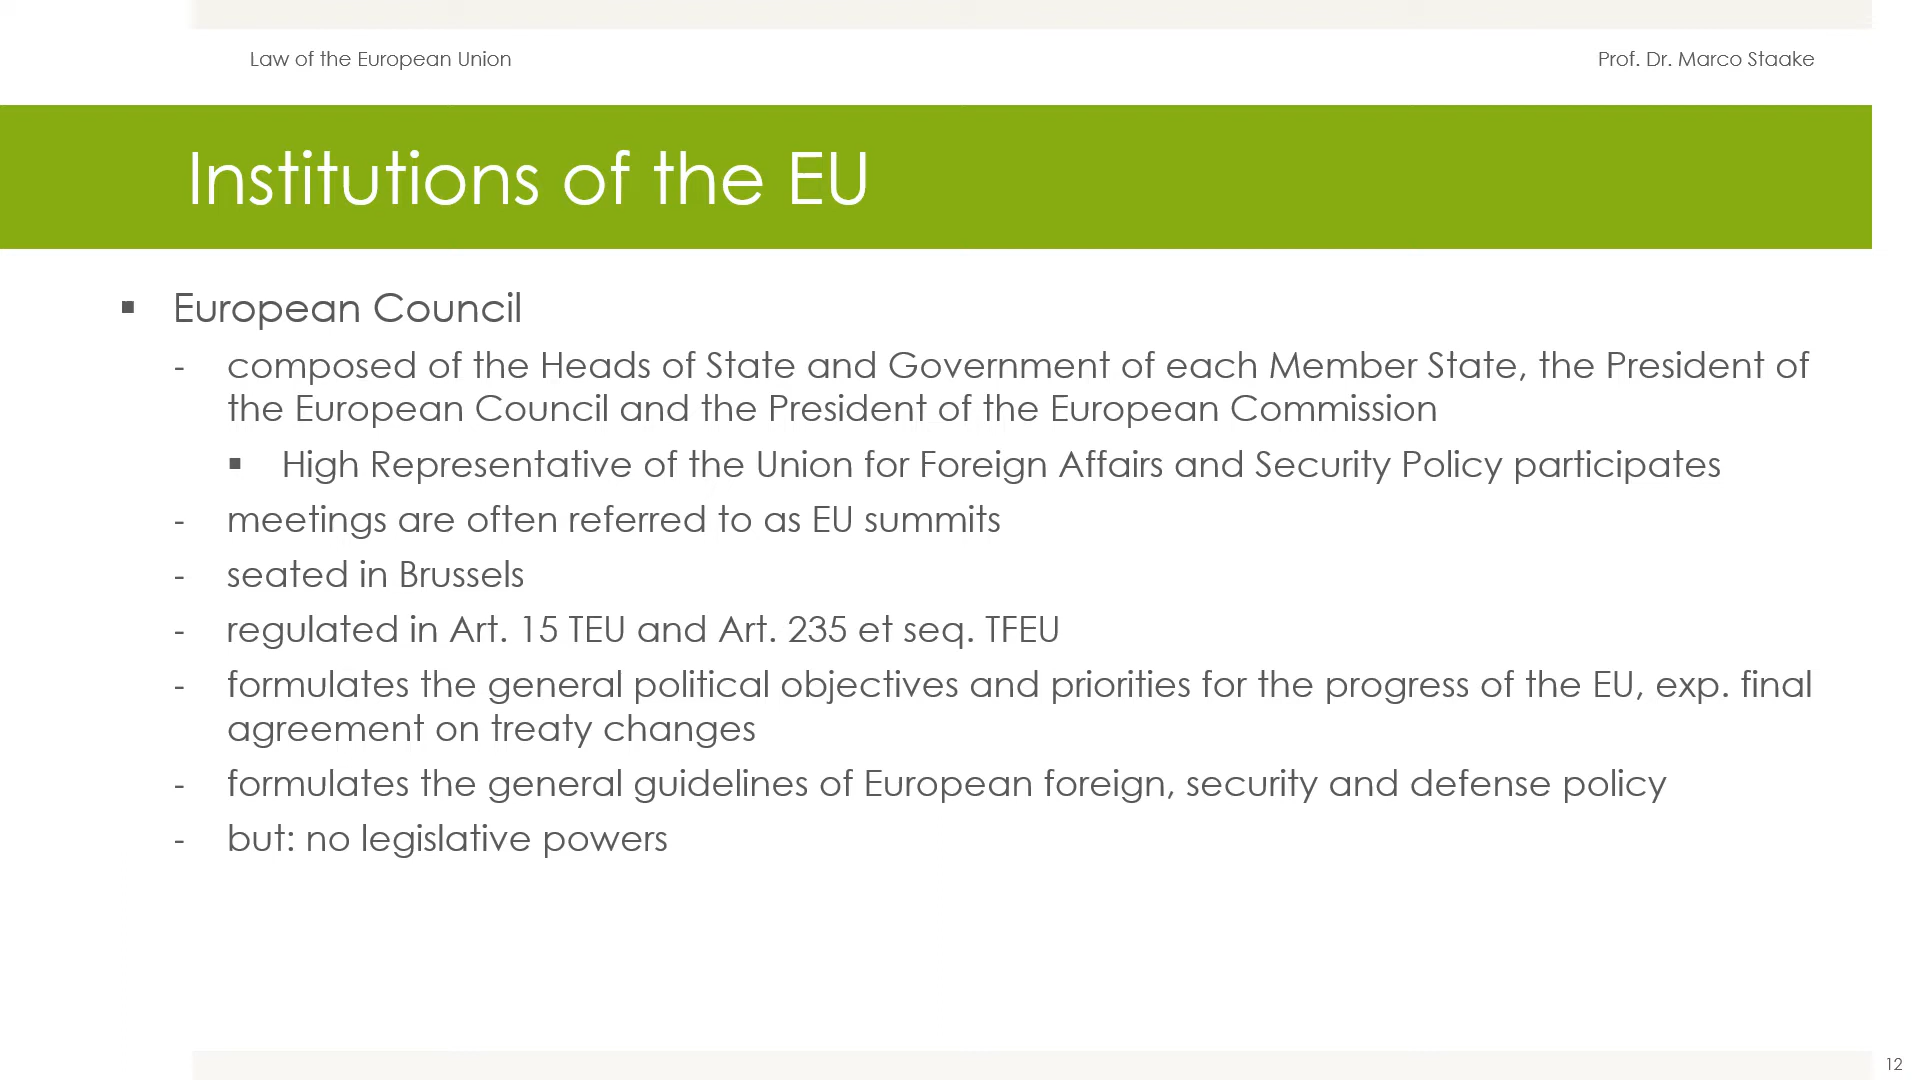 Law of the European Union
Prof. Dr. Marco Staake
Institutions of the EU
▪ European Council
- composed of the Heads of State and Government of each Member State, the President of
the European Council and the President of the European Commission
▪ High Representative of the Union for Foreign Affairs and Security Policy participates
- meetings are often referred to as EU summits
- seated in Brussels
- regulated in Art. 15 TEU and Art. 235 et seq. TFEU
- formulates the general political objectives and priorities for the progress of the EU, exp. final
agreement on treaty changes
- formulates the general guidelines of European foreign, security and defense policy
- but: no legislative powers
12